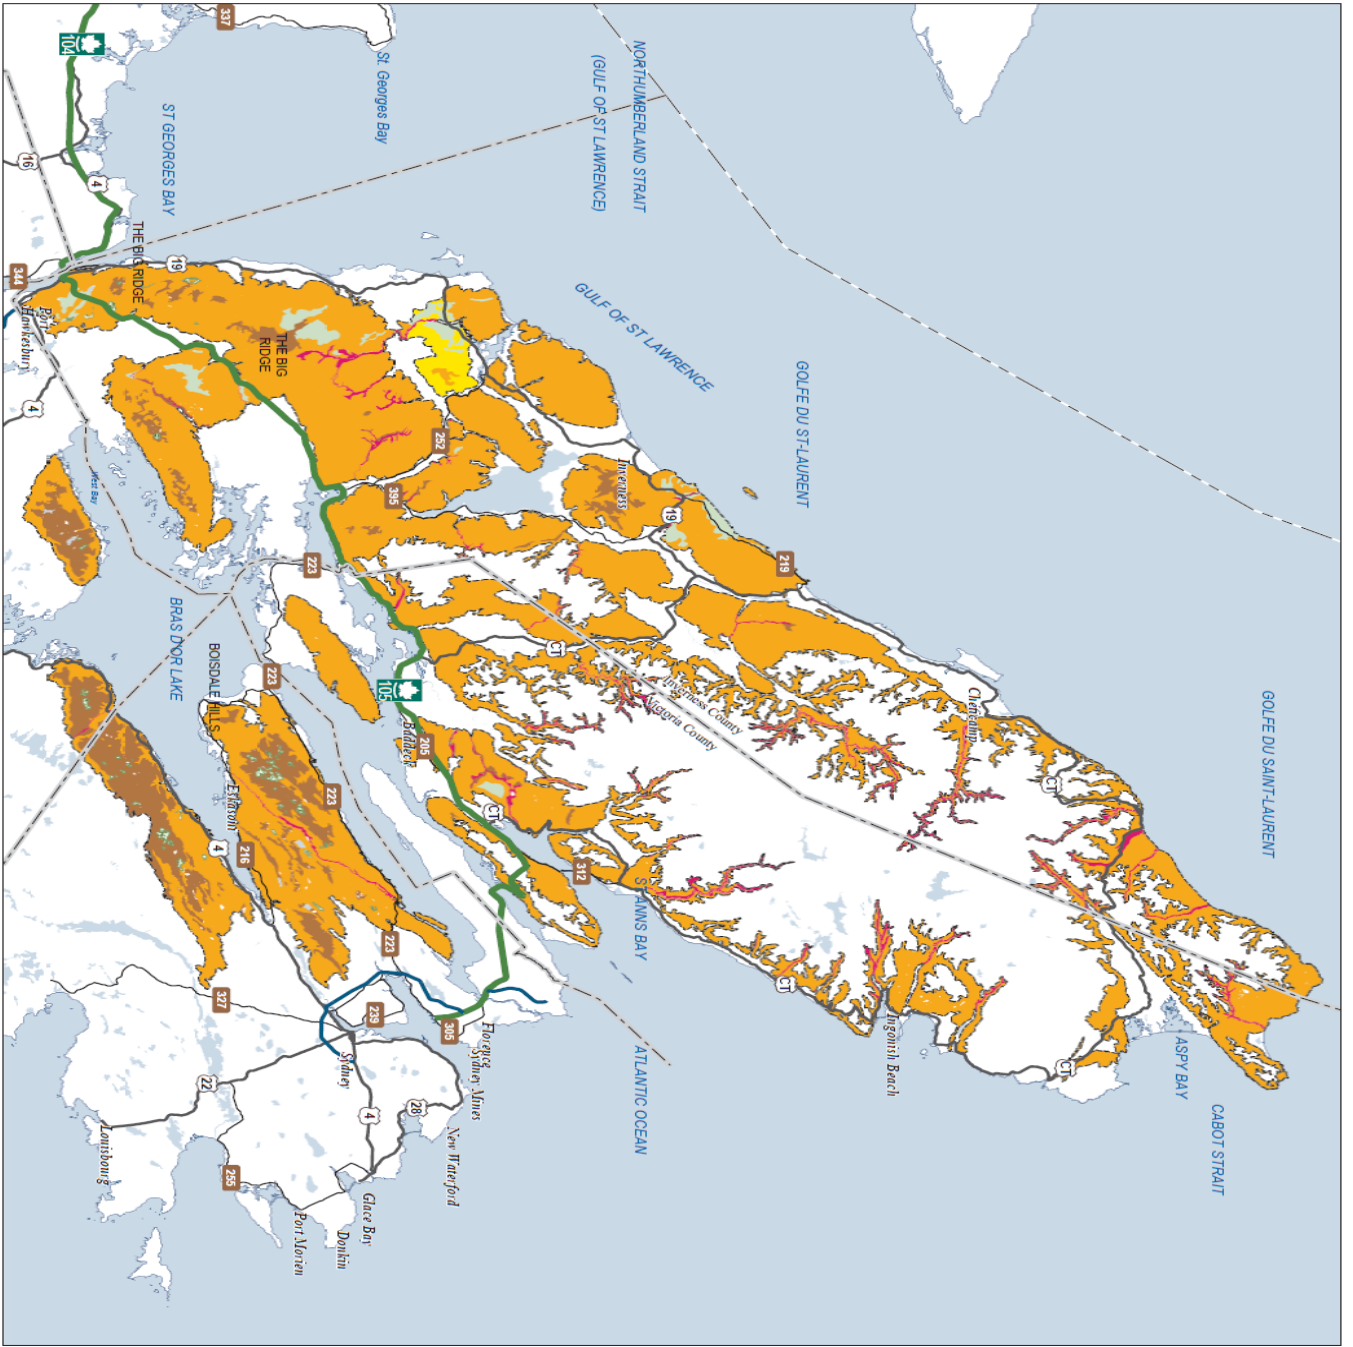 337
104
St. Georges Bay
ST GEORGES BAY
NORTHUMBERLAND STRAIT
(GULF OF ST LAWRENCE)
16
4
THE BIG RIDGE
19
344
Port
Hawkesbury
THE BIG
RIDGE
GULF OF ST LAWRENCE
GOLFE DU ST-LAURENT
4
252
West Bay
395
Inverness
19
219
223
BRAS D'OR LAKE
BOISDALE HILLS
223
CT
105
Inverness County
Victoria County
Cheticamp
GOLFE DU SAINT-LAURENT
205
Baddeck
CT
CT
223
Eskasoni
4
216
312
ST ANNS BAY
223
327
239
305
CT
Ingonish Beach
Florence
Sydney Mines
Sydney
ATLANTIC OCEAN
CT
ASPY BAY
CABOT STRAIT
22
4
28
New Waterford
Louisbourg
255
Glace Bay
Donkin
Port Morien